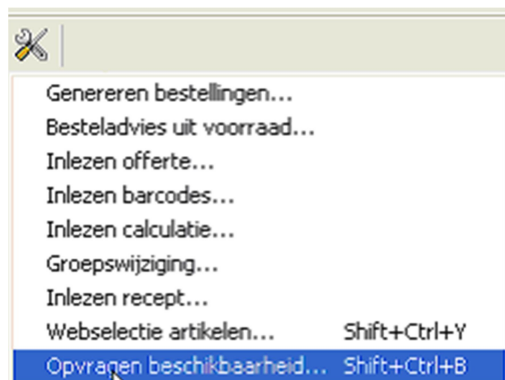 Genereren bestellingen...
Besteladvies uit voorraad...
Inlezen offerte...
Inlezen barcodes...
Inlezen calculatie...
Groepswijziging...
Inlezen recept...
Webselectie artikelen... Shift+Ctrl+Y
Opvragen beschikbaarheid... Shift+Ctrl+B